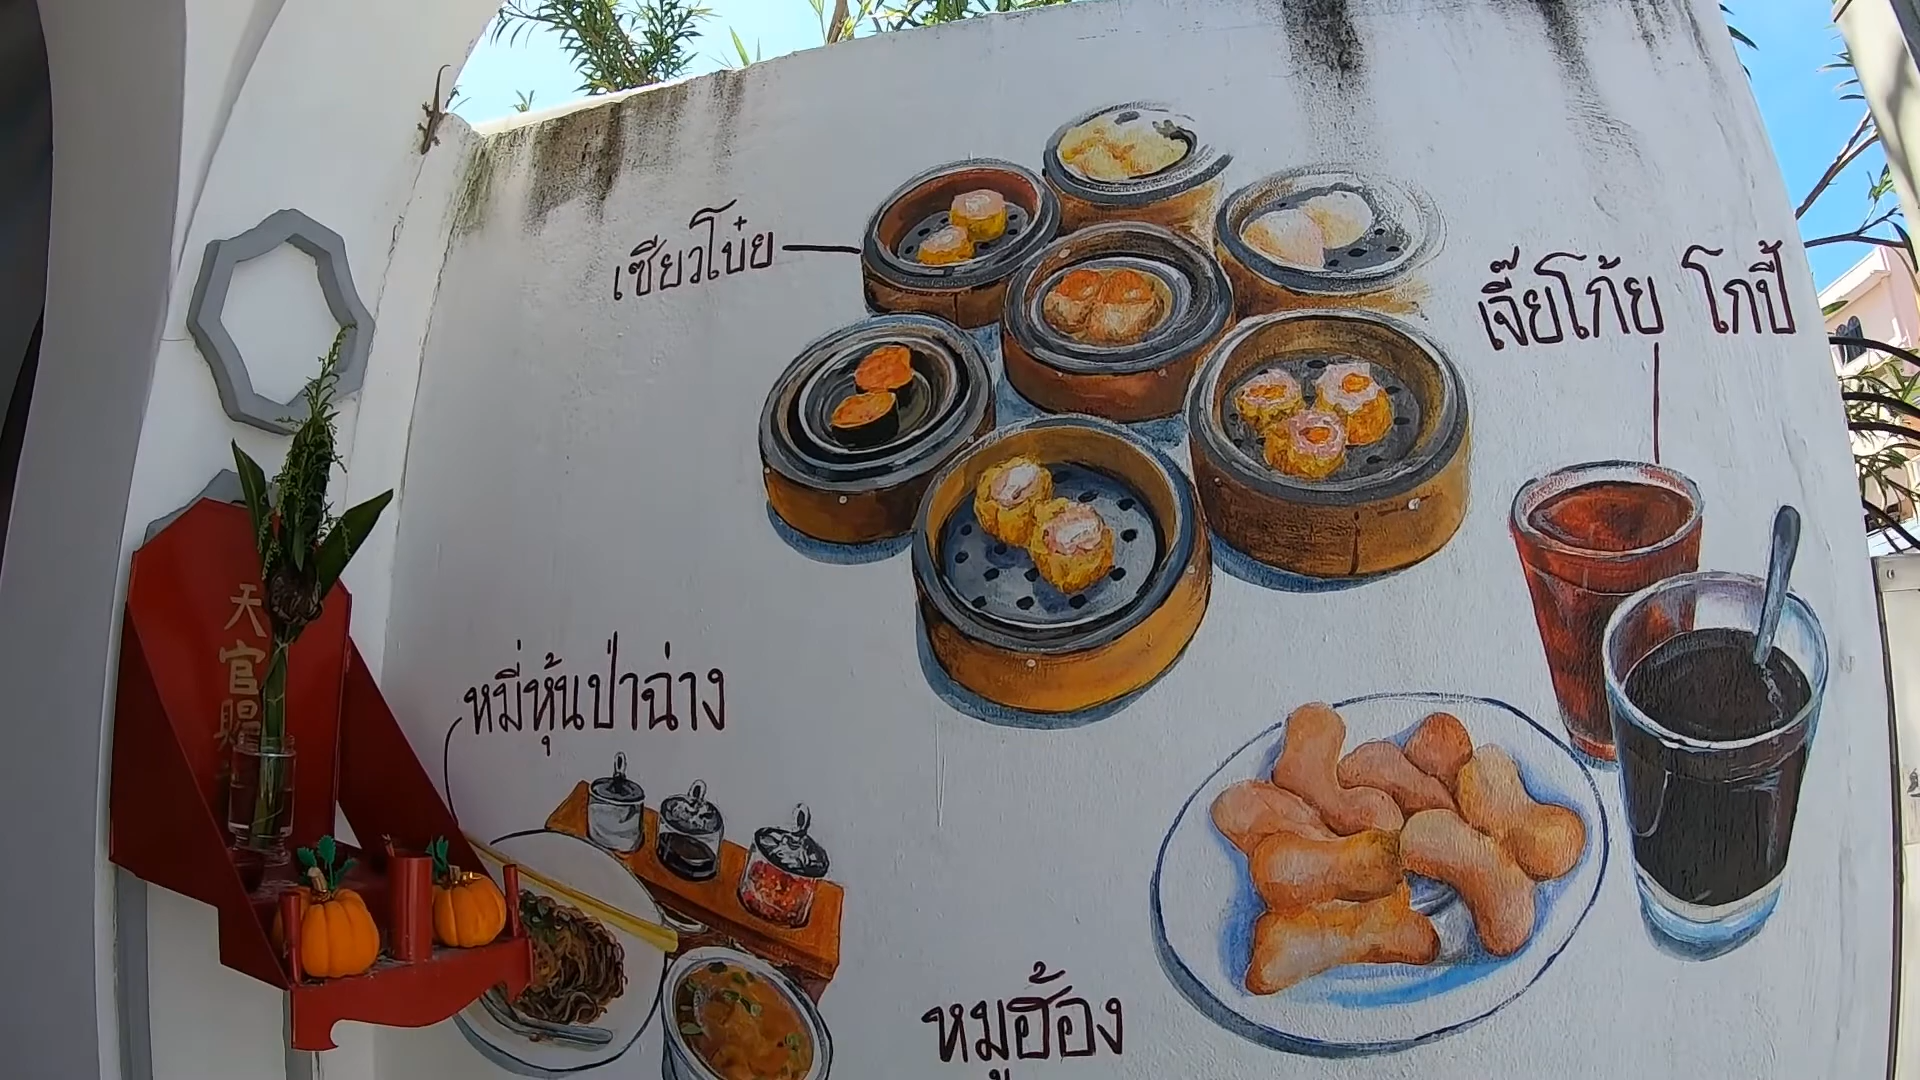 เซียวโบ๋ย
เจี๊ยโก้ย โกปี้
天官賜
หมี่หุ้นป่าฉ่าง
หมูฮ้อง